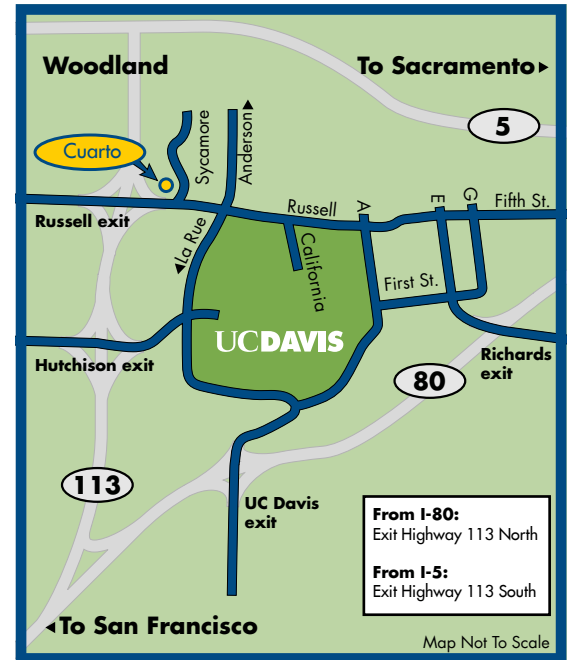 Woodland
To Sacramento
5
Cuarto
Sycamore
Anderson
Russell exit
La Rue
Russell
California
A
E
G
Fifth St.
First St.
UCDAVIS
Hutchison exit
Richards
exit
80
113
UC Davis
exit
From I-80:
Exit Highway 113 North
From I-5:
Exit Highway 113 South
To San Francisco
Map Not To Scale